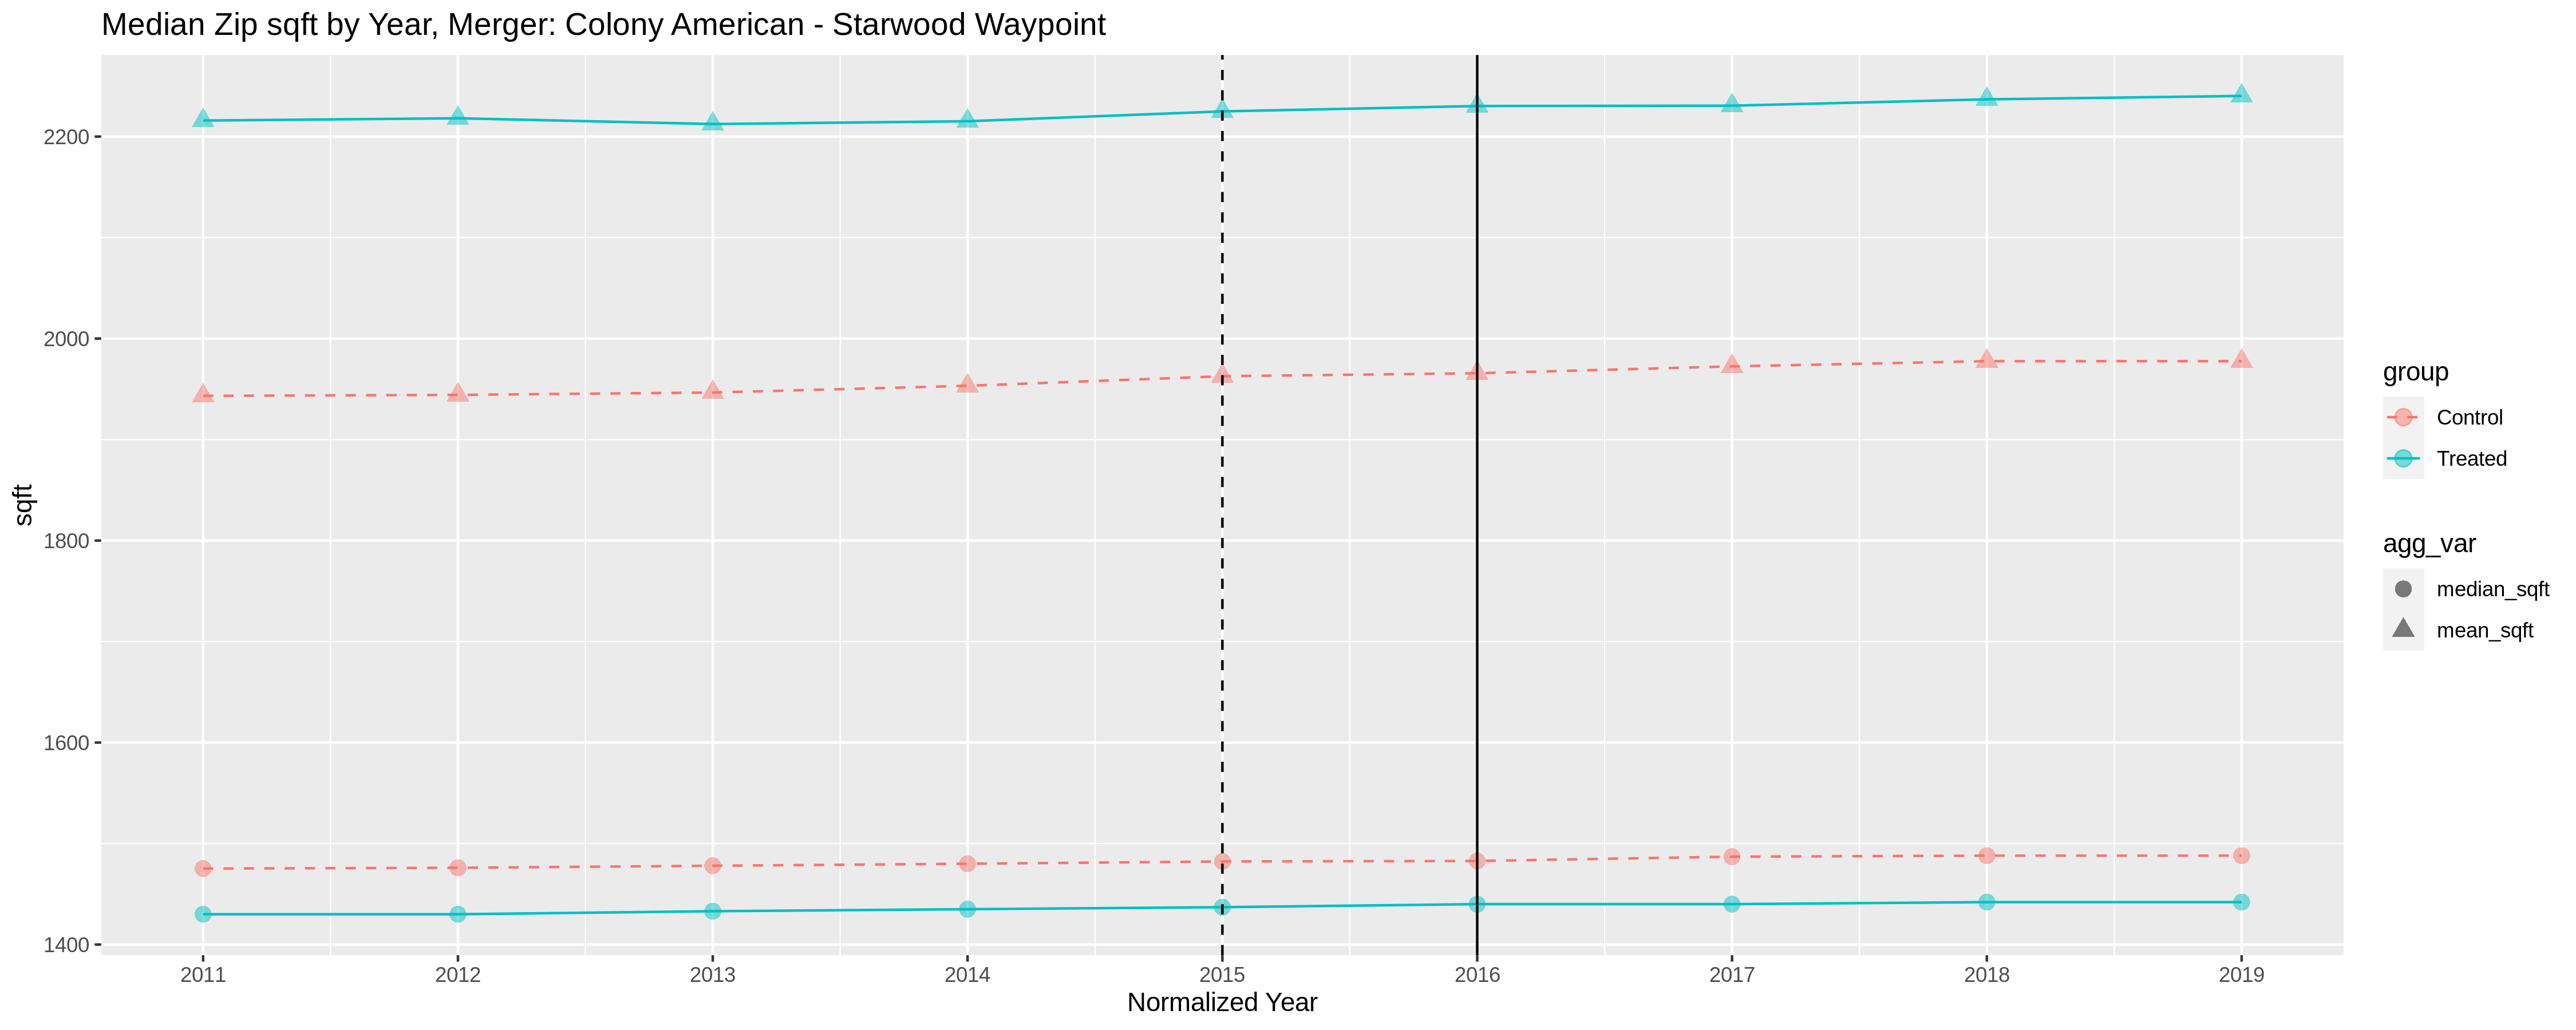 Median Zip sqft by Year, Merger: Colony American - Starwood Waypoint
sqft
2200
2000
1800
1600
1400
2011 2012 2013 2014 2015 2016 2017 2018 2019
Normalized Year
group
Control
Treated
agg_var
median_sqft
mean_sqft